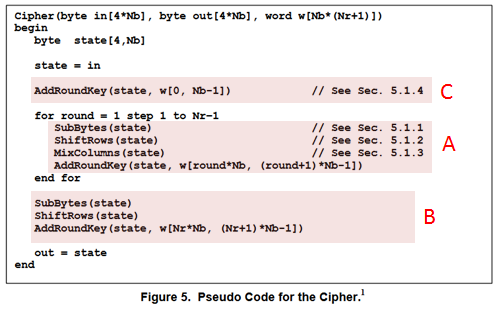 Cipher(byte in[4*Nb], byte out[4*Nb], word w[Nb*(Nr+1)])
begin
byte state[4,Nb]
state = in
AddRoundKey(state, w[0, Nb-1]) // See Sec. 5.1.4 C
for round = 1 step 1 to Nr-1
SubBytes(state) // See Sec. 5.1.1
ShiftRows(state) // See Sec. 5.1.2
MixColumns(state) // See Sec. 5.1.3 A
AddRoundKey(state, w[round*Nb, (round+1)*Nb-1])
end for
SubBytes(state)
ShiftRows(state) B
AddRoundKey(state, w[Nr*Nb, (Nr+1)*Nb-1])
out = state
end
Figure 5. Pseudo Code for the Cipher.1